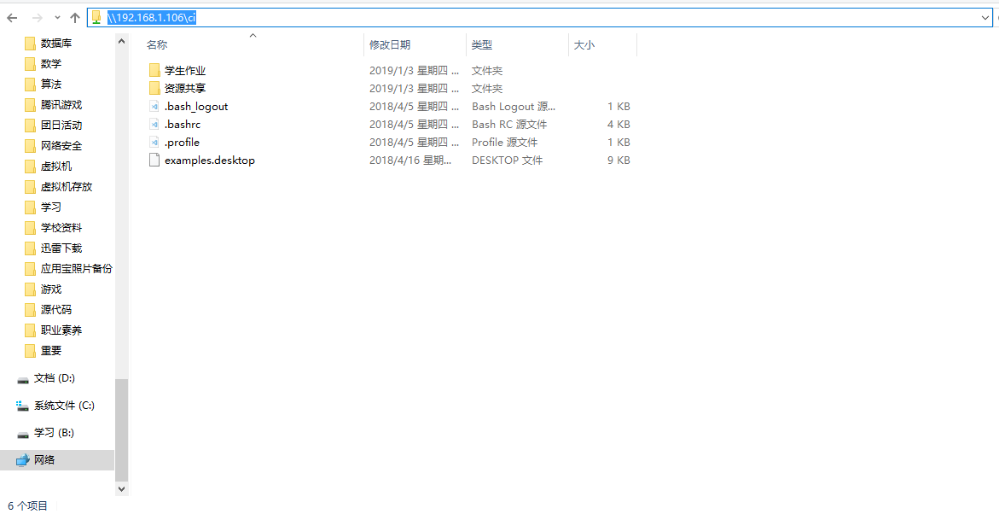 \\192.168.1.106\ci
数据库
数学
算法
腾讯游戏
团日活动
网络安全
虚拟机
虚拟机存放
学习
学校资料
迅雷下载
应用宝照片备份
游戏
源代码
职业素养
重要
文档 (D:)
系统文件 (C:)
学习 (B:)
网络
名称 修改日期 类型 大小
学生作业 2019/1/3 星期四 ... 文件夹
资源共享 2019/1/3 星期四 ... 文件夹
.bash_logout 2018/4/5 星期四 ... Bash Logout 源... 1 KB
.bashrc 2018/4/5 星期四 ... Bash RC 源文件 4 KB
.profile 2018/4/5 星期四 ... Profile 源文件 1 KB
examples.desktop 2018/4/16 星期... DESKTOP 文件 9 KB
6 个项目